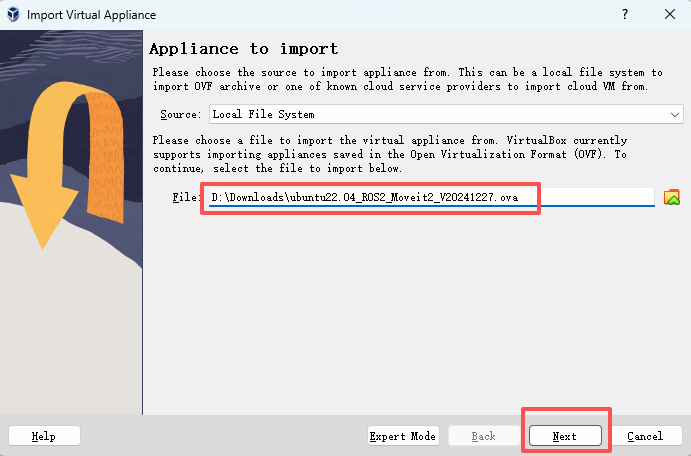 Import Virtual Appliance
?
Appliance to import
Please choose the source to import appliance from. This can be a local file system to
import OVF archive or one of known cloud service providers to import cloud VM from.
Source: Local File System
Please choose a file to import the virtual appliance from. VirtualBox currently
supports importing appliances saved in the Open Virtualization Format (OVF). To
continue, select the file to import below.
File: D:\Downloads\ubuntu22.04_ROS2_Moveit2_V20241227.ova
Help Expert Mode Back Next Cancel